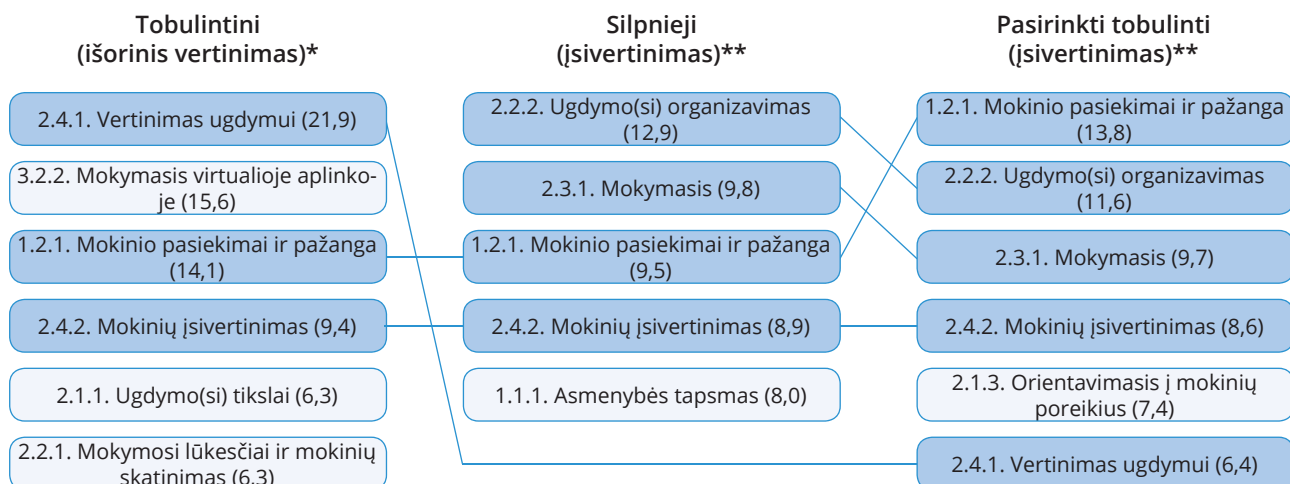 Tobulintini
(išorinis vertinimas)*
2.4.1. Vertinimas ugdymui (21,9)
3.2.2. Mokymasis virtualioje aplinko-
je (15,6)
1.2.1. Mokinio pasiekimai ir pažanga
(14,1)
2.4.2. Mokinių įsivertinimas (9,4)
2.1.1. Ugdymo(si) tikslai (6,3)
2.2.1. Mokymosi lūkesčiai ir mokinių
skatinimas (6,3)
Silpnieji
(įsivertinimas)**
2.2.2. Ugdymo(si) organizavimas
(12,9)
2.3.1. Mokymasis (9,8)
1.2.1. Mokinio pasiekimai ir pažanga
(9,5)
2.4.2. Mokinių įsivertinimas (8,9)
1.1.1. Asmenybės tapsmas (8,0)
Pasirinkti tobulinti
(įsivertinimas)**
1.2.1. Mokinio pasiekimai ir pažanga
(13,8)
2.2.2. Ugdymo(si) organizavimas
(11,6)
2.3.1. Mokymasis (9,7)
2.4.2. Mokinių įsivertinimas (8,6)
2.1.3. Orientavimasis į mokinių
poreikius (7,4)
2.4.1. Vertinimas ugdymui (6,4)